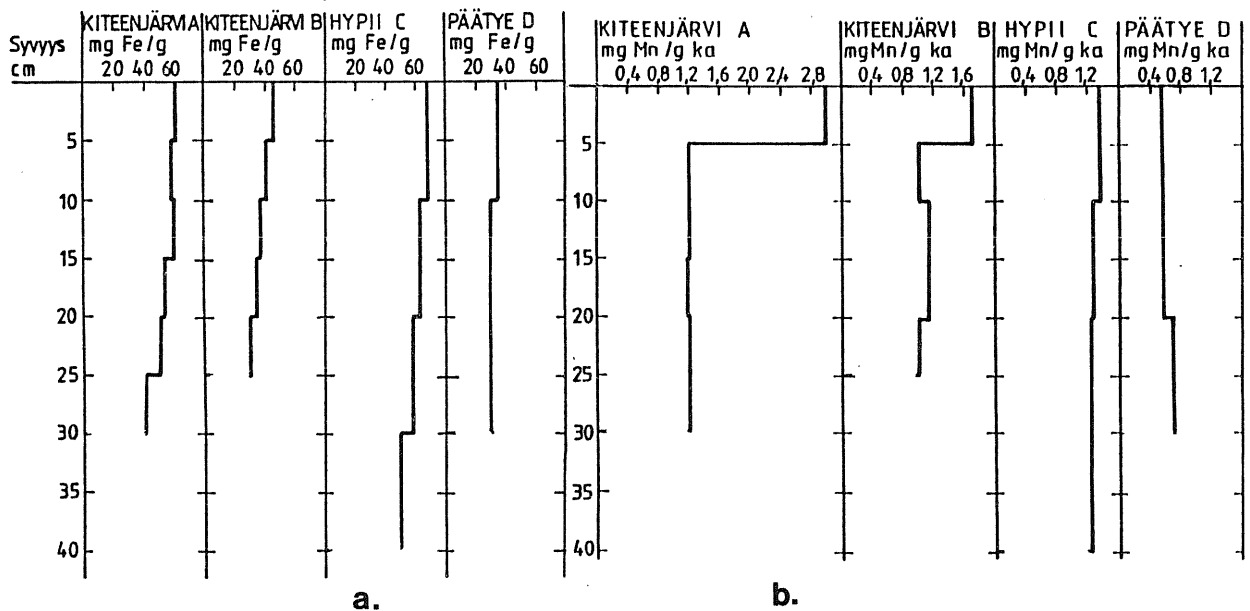 KITEENJÄRVI A KITEENJÄRVI B HYPII C PÄÄTYE D
Syvyys mg Fe/g mg Fe/g mg Fe/g mg Fe/g
cm 20 40 60 20 40 60 20 40 60 20 40 60
5
10
15
20
25
30
35
40
a.
KITEENJÄRVI A KITEENJÄRVI B HYPII C PÄÄTYE D
mg Mn/g ka mg Mn/g ka mg Mn/g ka mg Mn/g ka
0,4 0,8 1,2 1,6 2,0 2,4 2,8 0,4 1,0 1,2 1,6 0,4 0,8 1,2 0,4 0,8 1,2
5
10
15
20
25
30
35
40
b.